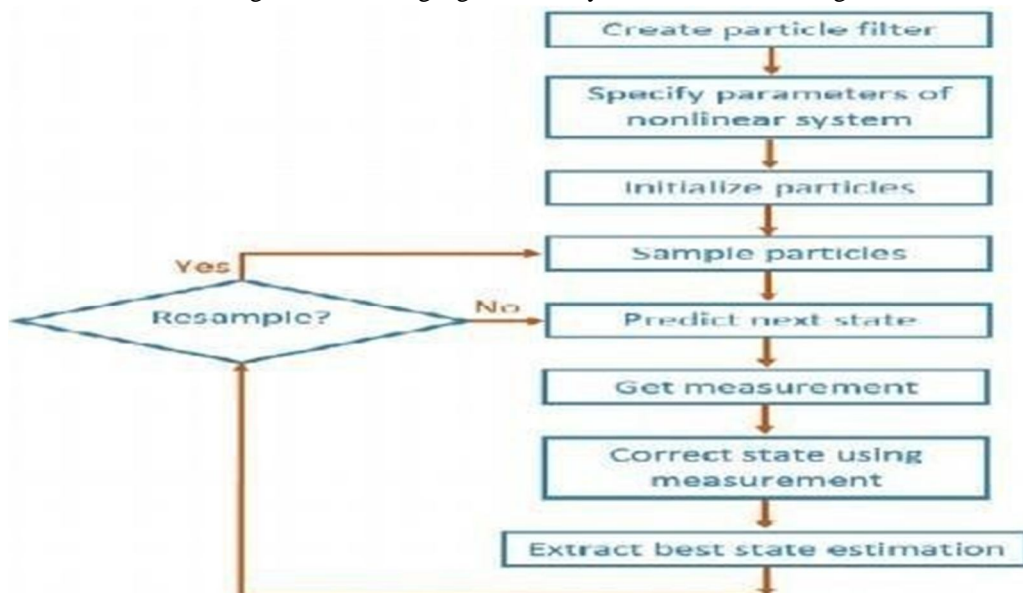 Create particle filter
Specify parameters of
nonlinear system
Initialize particles
Sample particles
Yes
Resample?
No
Predict next state
Get measurement
Correct state using
measurement
Extract best state estimation